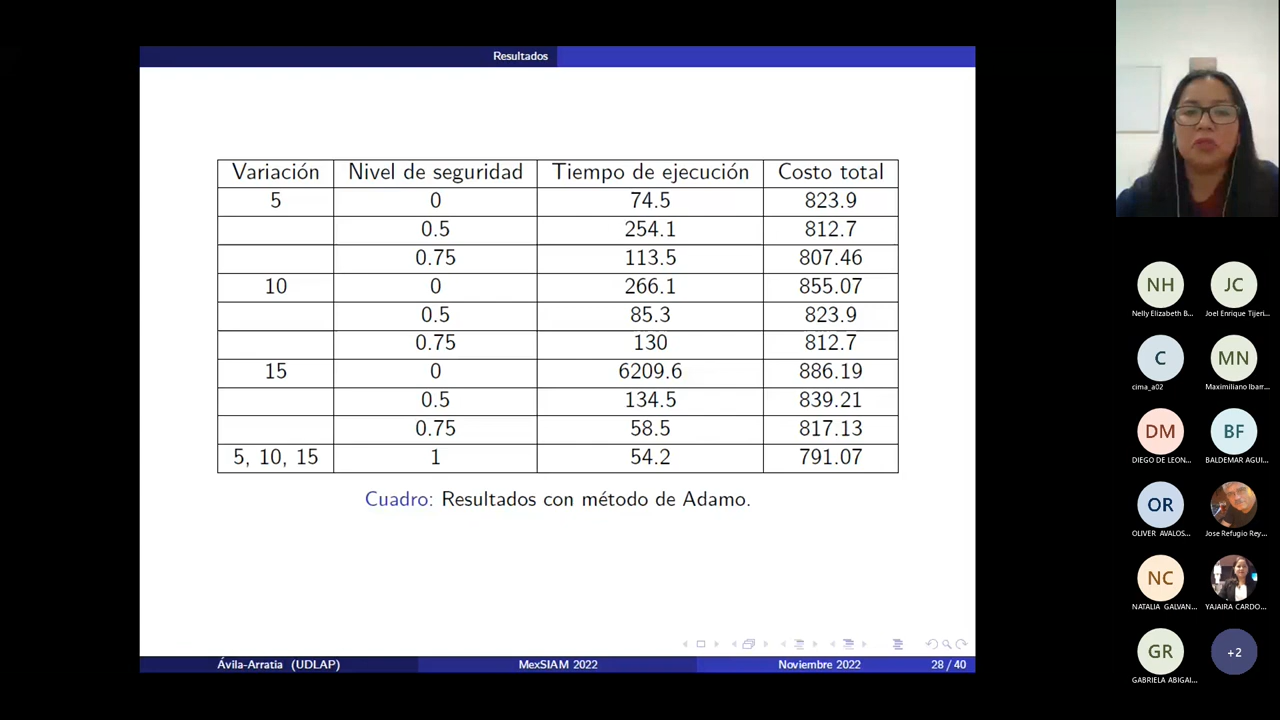 Resultados
Variación Nivel de seguridad Tiempo de ejecución Costo total
5 0 74.5 823.9
0.5 254.1 812.7
0.75 113.5 807.46
10 0 266.1 855.07
0.5 85.3 823.9
0.75 130 812.7
15 0 6209.6 886.19
0.5 134.5 839.21
0.75 58.5 817.13
5, 10, 15 1 54.2 791.07
Cuadro: Resultados con método de Adamo.
Ávila-Arratia (UDLAP) MexSIAM 2022 Noviembre 2022 28 / 40
NH JC
Nelly Elizabeth B... Joel Enrique Tijeri...
C MN
cima_a02 Maximiliano Ibarr...
DM BF
DIEGO DE LEON... BALDEMAR AGUI...
OR
OLIVER AVALOS... Jose Refugio Rey...
NC
NATALIA GALVAN... YAJAIRA CARDO...
GR +2
GABRIELA ABIGAI...